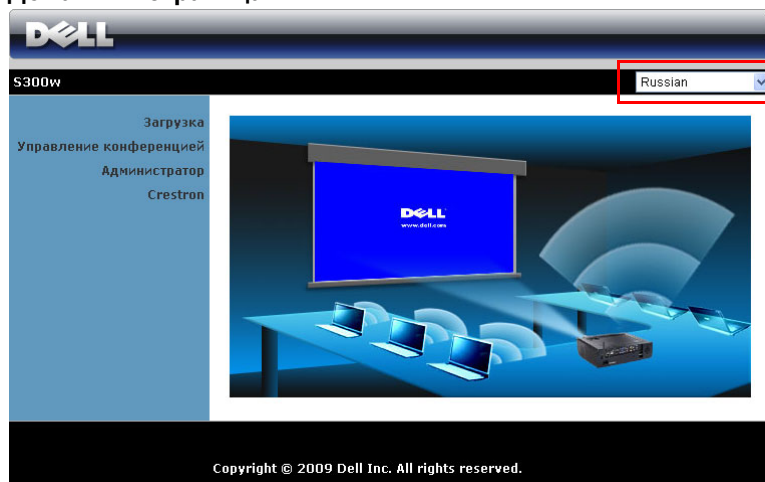 DELL
S300w
Russian
Загрузка
Управление конференцией
Администратор
Crestron
DELL
www.dell.com
Copyright © 2009 Dell Inc. All rights reserved.